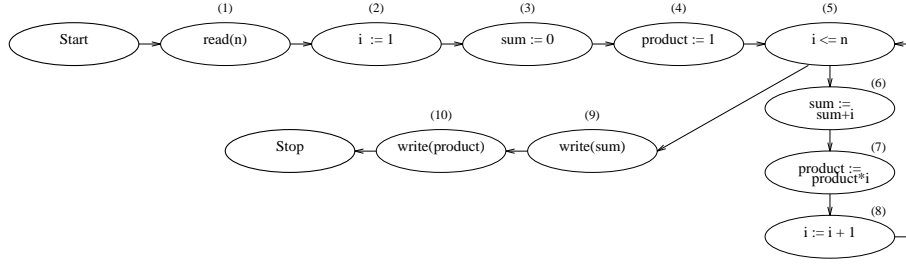 (1) (2) (3) (4) (5)
Start read(n) i := 1 sum := 0 product := 1 i <= n
(6)
sum :=
sum+i
(10) (9)
Stop write(product) write(sum)
(7)
product :=
product*i
(8)
i := i + 1